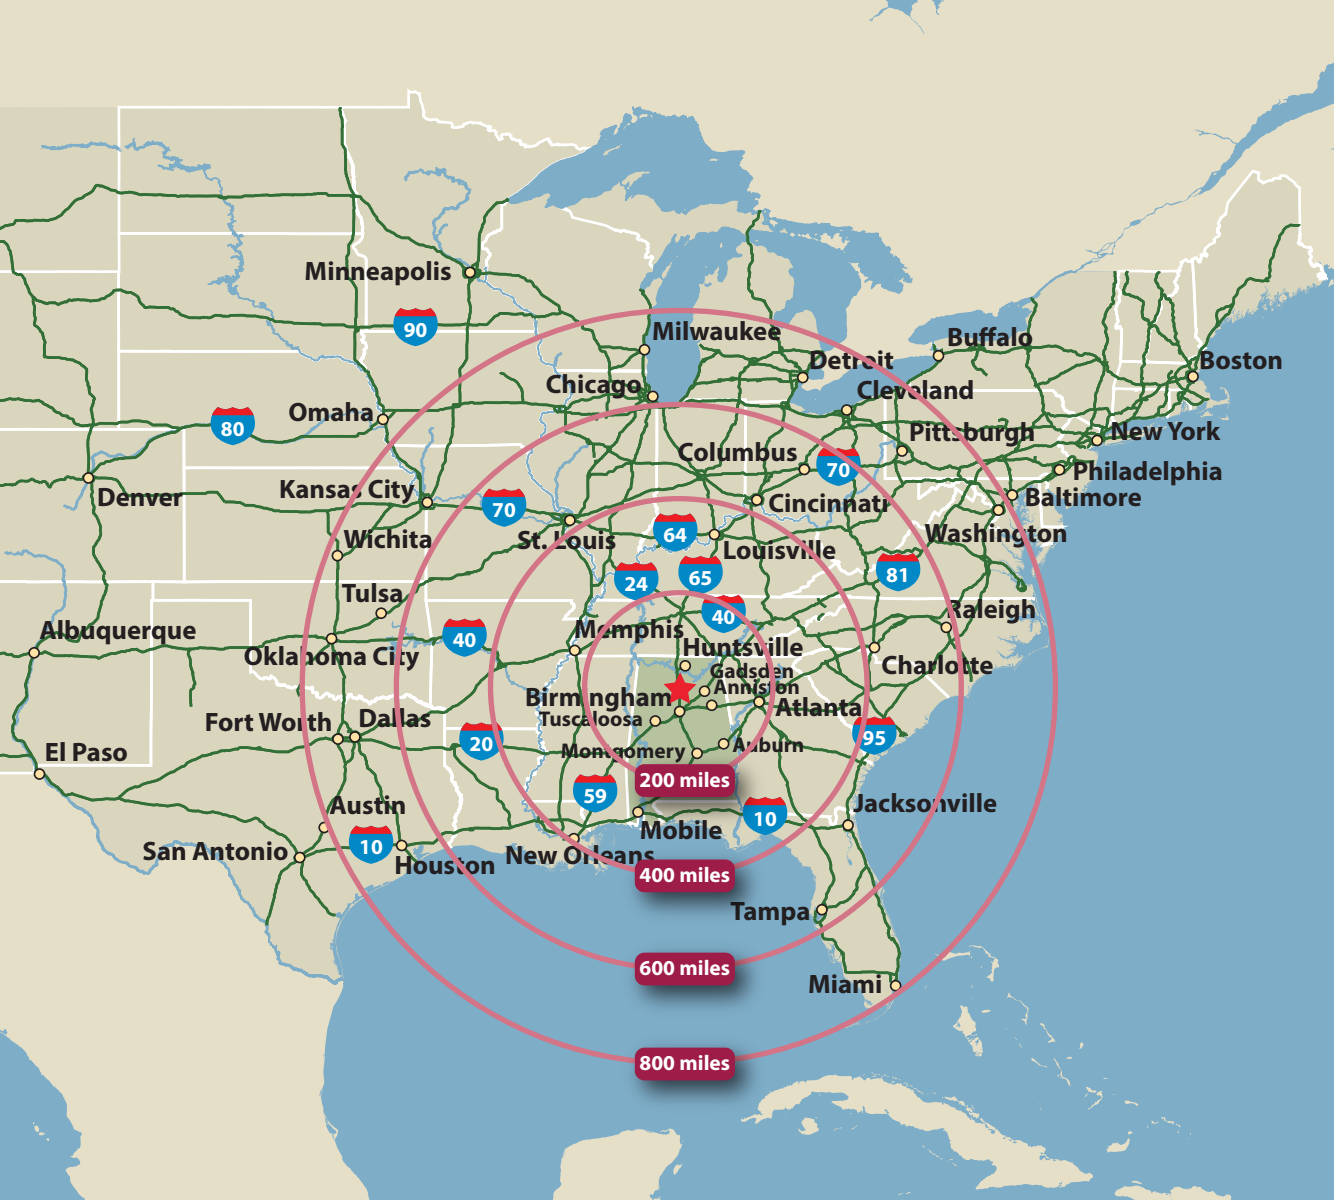 Minneapolis
90
Milwaukee
Buffalo
Detroit
Boston
Chicago
Cleveland
Omaha
80
Pittsburgh
New York
Columbus
70
Philadelphia
Denver
Kansas City
70
Cincinnati
Baltimore
Wichita
St. Louis
64
Louisville
Washington
24
65
81
Tulsa
40
Raleigh
Albuquerque
40
Memphis
Huntsville
Oklahoma City
Charlotte
Gadsden
Anniston
Birmingham
Atlanta
Fort Worth
Dallas
Tuscaloosa
20
95
El Paso
Montgomery
Auburn
200 miles
59
Austin
Jacksonville
10
Mobile
10
San Antonio
Houston
New Orleans
400 miles
Tampa
600 miles
Miami
800 miles